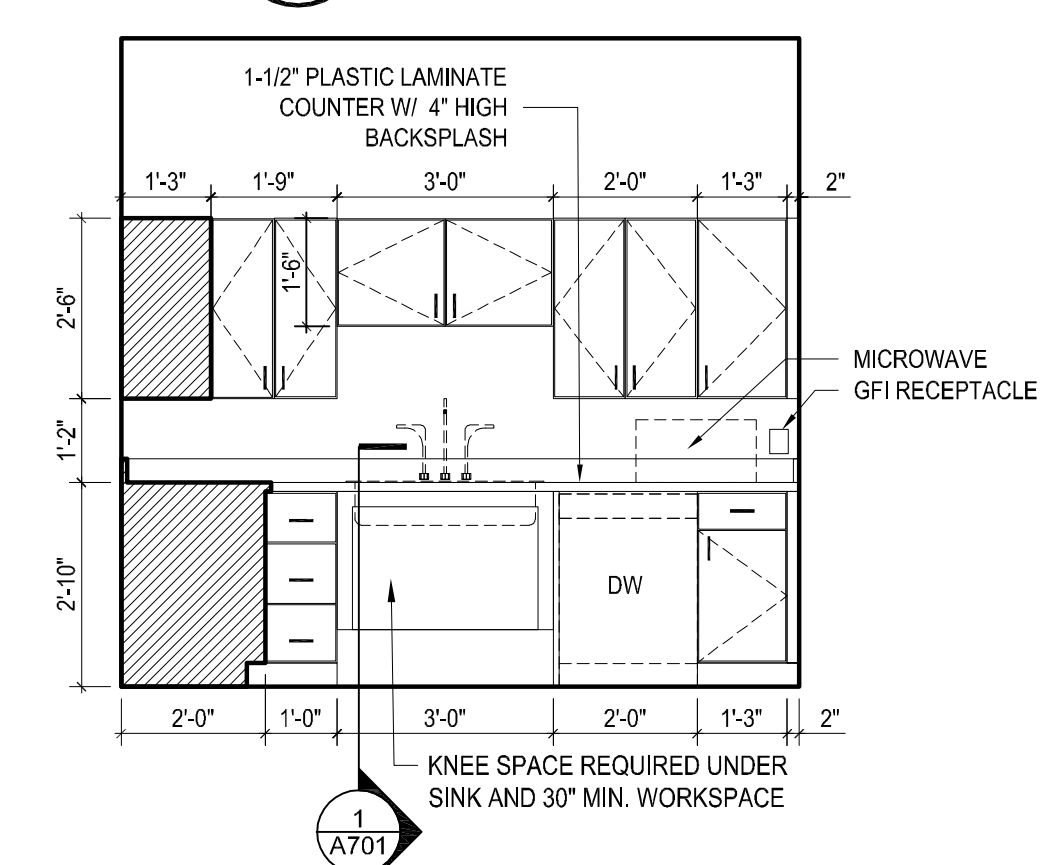 1-1/2" PLASTIC LAMINATE
COUNTER W/ 4" HIGH
BACKSPLASH
1'-3" 1'-9" 3'-0" 2'-0" 1'-3" 2"
1'-6"
2'-6"
MICROWAVE
GFI RECEPTACLE
1'-2"
2'-10"
DW
2'-0" 1'-0" 3'-0" 2'-0" 1'-3" 2"
KNEE SPACE REQUIRED UNDER
SINK AND 30" MIN. WORKSPACE
1
A701